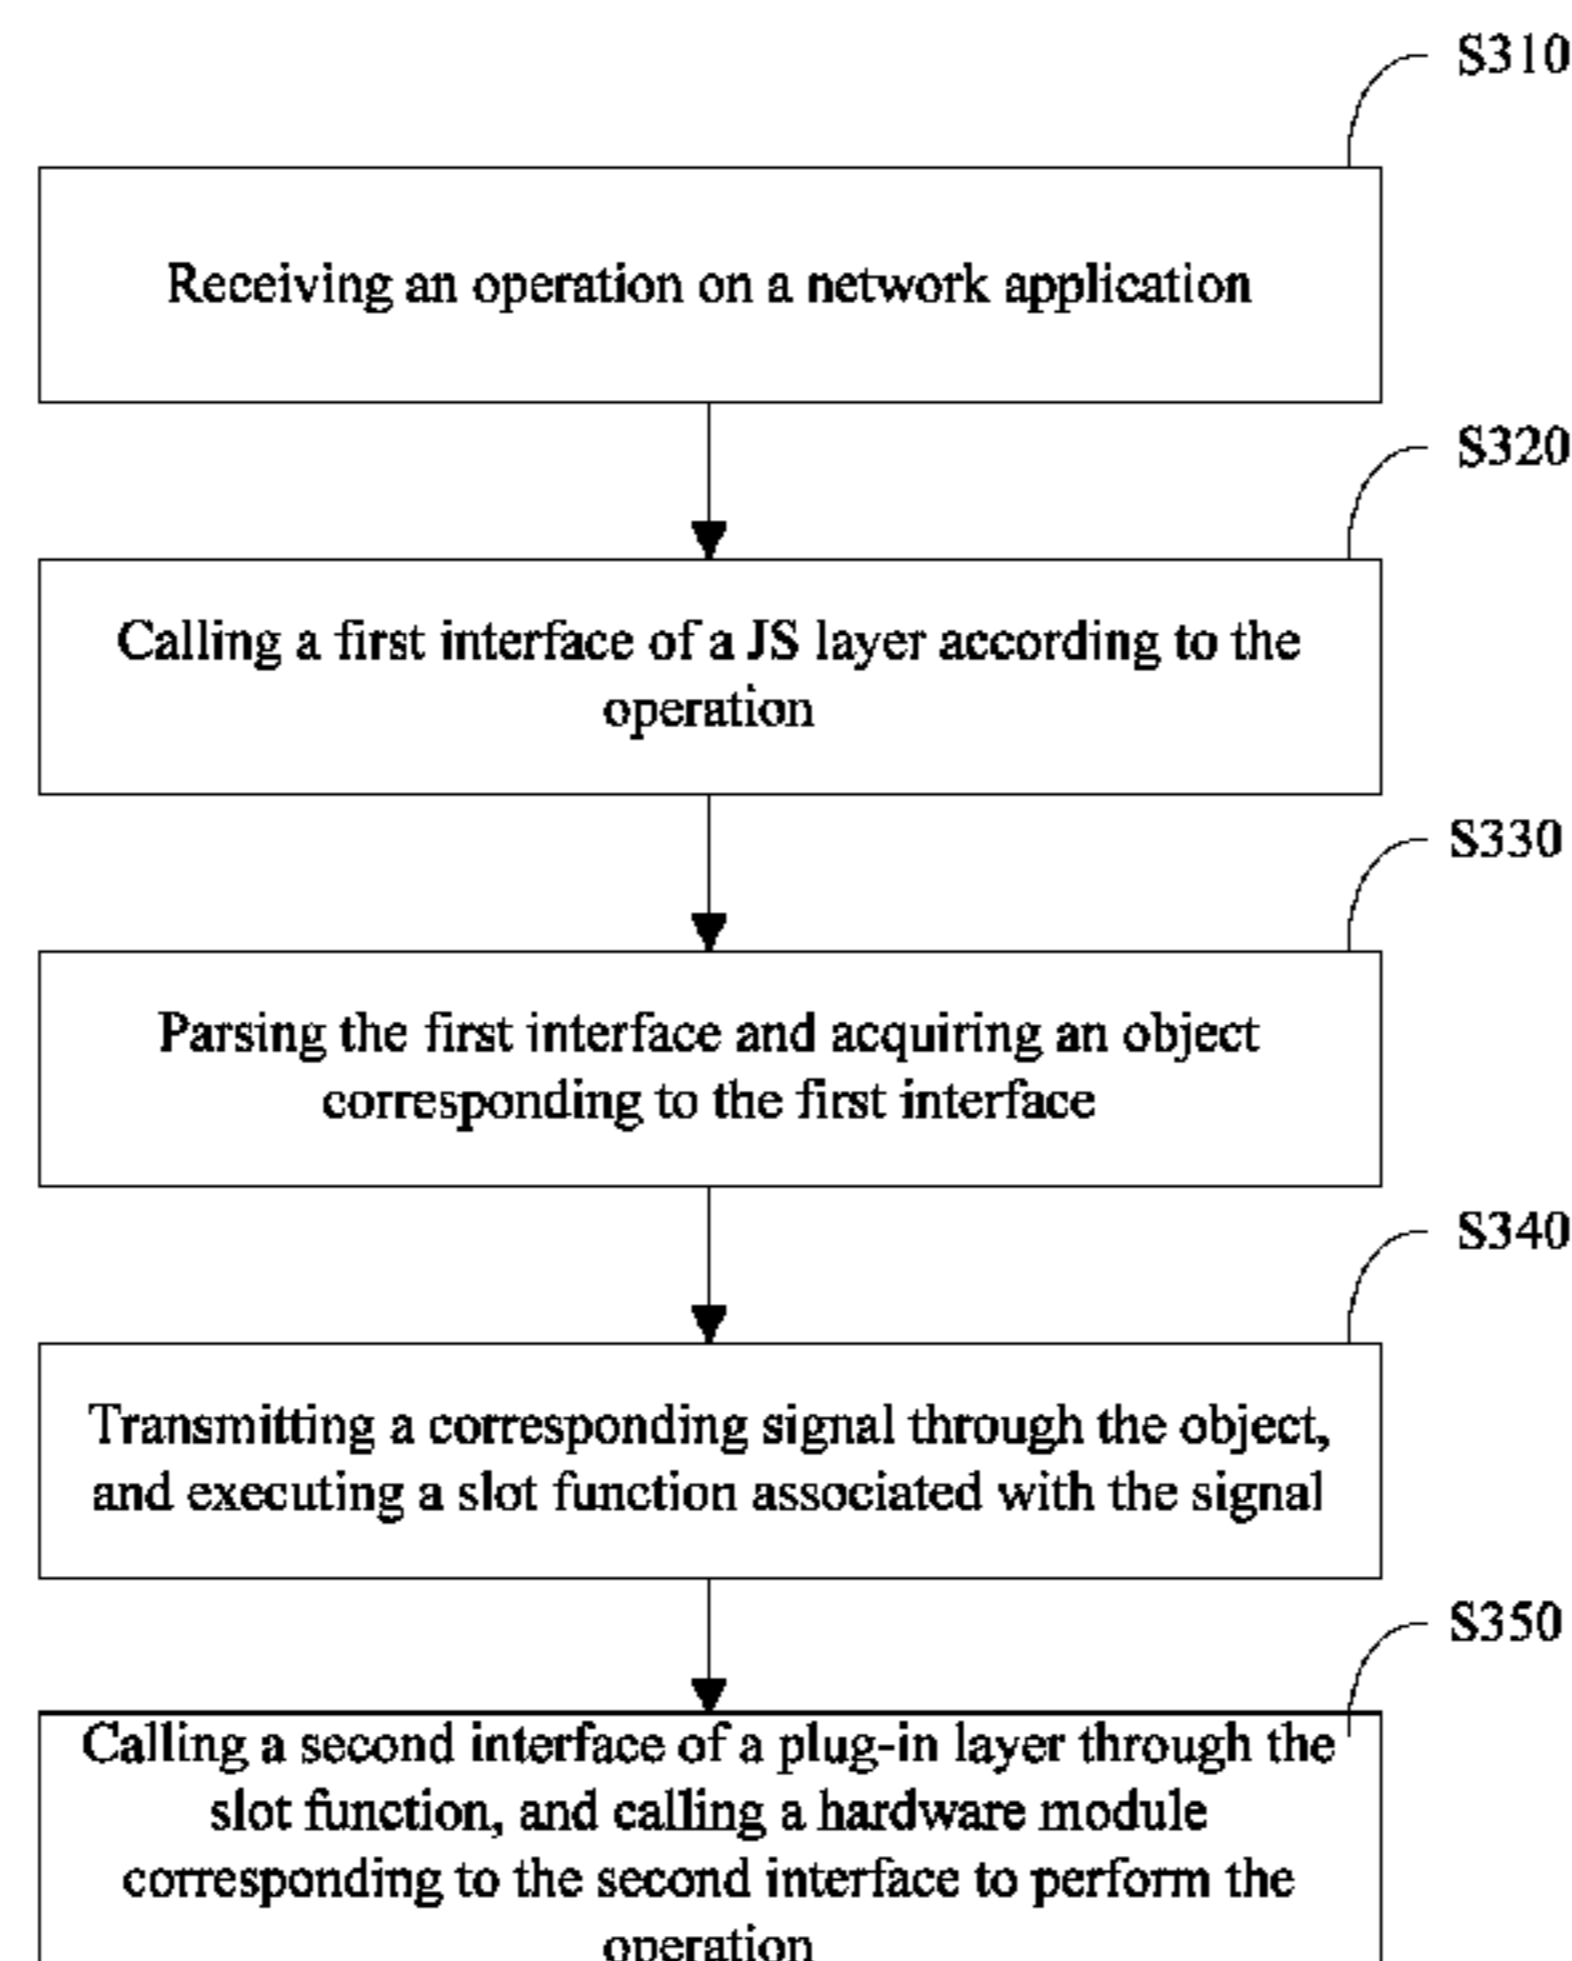 S310
Receiving an operation on a network application
S320
Calling a first interface of a JS layer according to the
operation
S330
Parsing the first interface and acquiring an object
corresponding to the first interface
S340
Transmitting a corresponding signal through the object,
and executing a slot function associated with the signal
S350
Calling a second interface of a plug-in layer through the
slot function, and calling a hardware module
corresponding to the second interface to perform the
operation